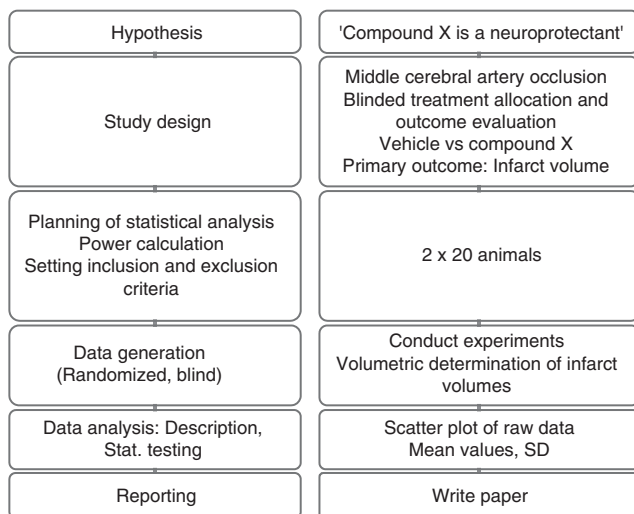 Hypothesis
'Compound X is a neuroprotectant'
Study design
Middle cerebral artery occlusion
Blinded treatment allocation and
outcome evaluation
Vehicle vs compound X
Primary outcome: Infarct volume
Planning of statistical analysis
Power calculation
Setting inclusion and exclusion
criteria
2 x 20 animals
Data generation
(Randomized, blind)
Conduct experiments
Volumetric determination of infarct
volumes
Data analysis: Description,
Stat. testing
Scatter plot of raw data
Mean values, SD
Reporting
Write paper